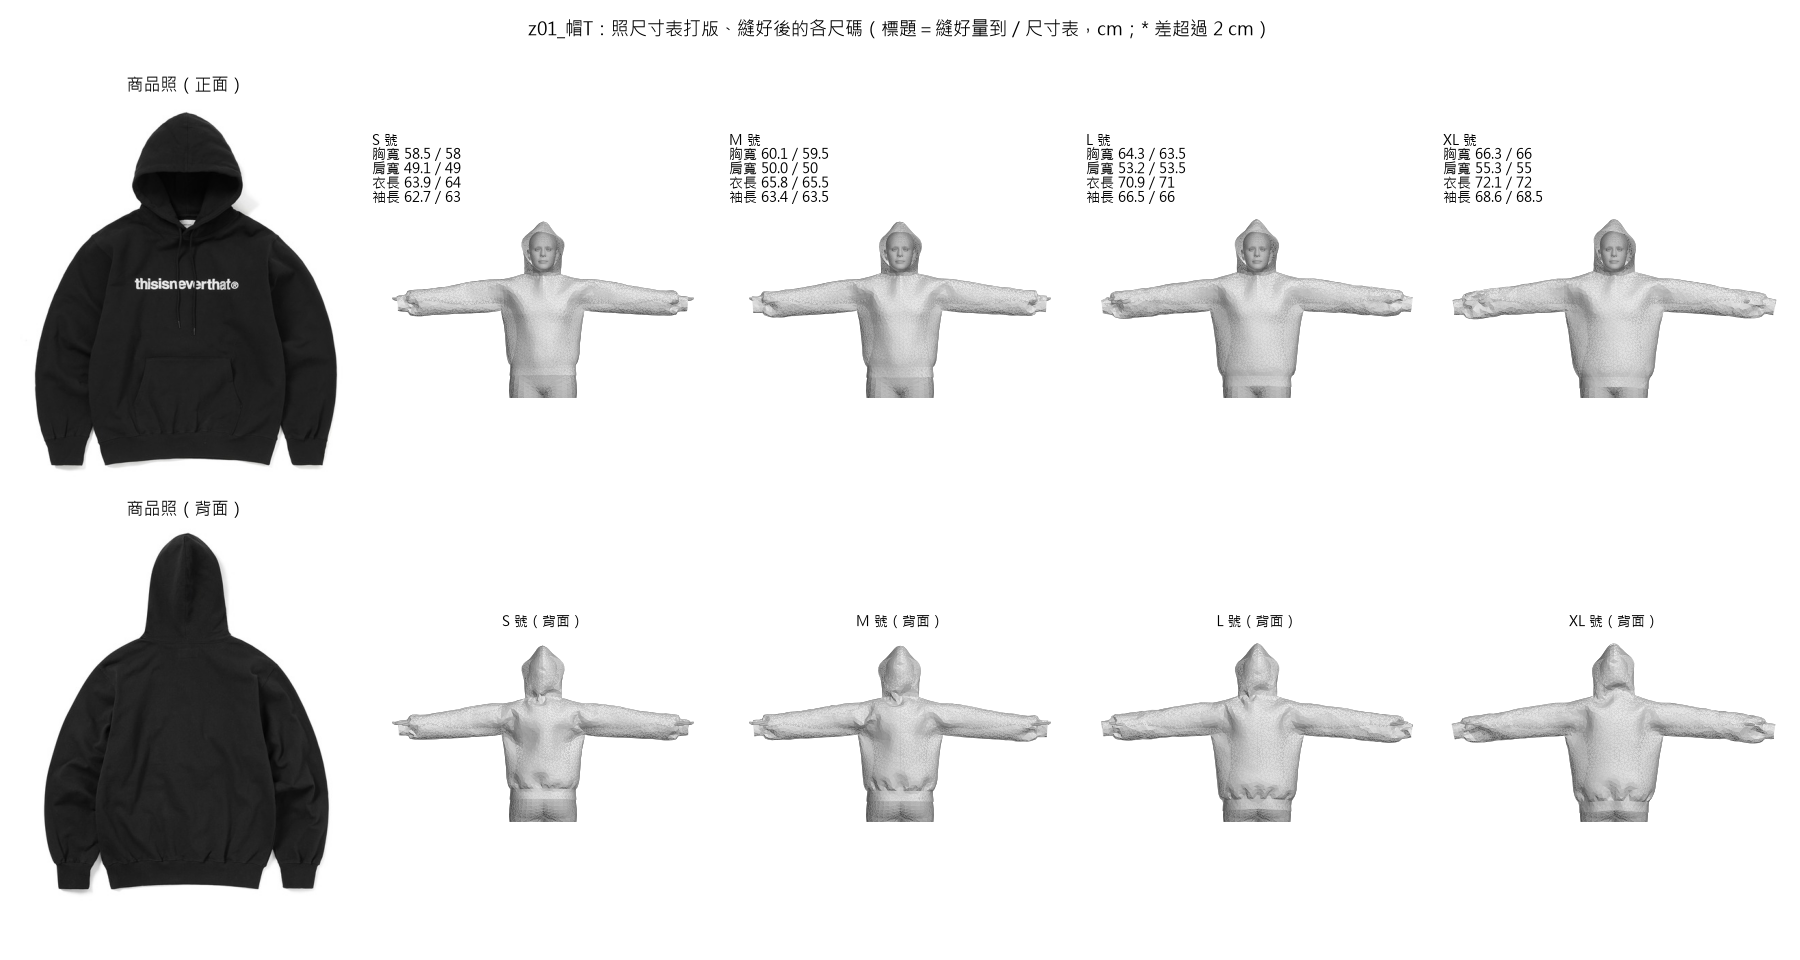 z01_帽T：照尺寸表打版、縫好後的各尺碼（標題＝縫好量到 / 尺寸表，cm；* 差超過 2 cm）
商品照（正面）
thisisneverthat®
S 號
胸寬 58.5 / 58
肩寬 49.1 / 49
衣長 63.9 / 64
袖長 62.7 / 63
M 號
胸寬 60.1 / 59.5
肩寬 50.0 / 50
衣長 65.8 / 65.5
袖長 63.4 / 63.5
L 號
胸寬 64.3 / 63.5
肩寬 53.2 / 53.5
衣長 70.9 / 71
袖長 66.5 / 66
XL 號
胸寬 66.3 / 66
肩寬 55.3 / 55
衣長 72.1 / 72
袖長 68.6 / 68.5
商品照（背面）
S 號（背面）
M 號（背面）
L 號（背面）
XL 號（背面）